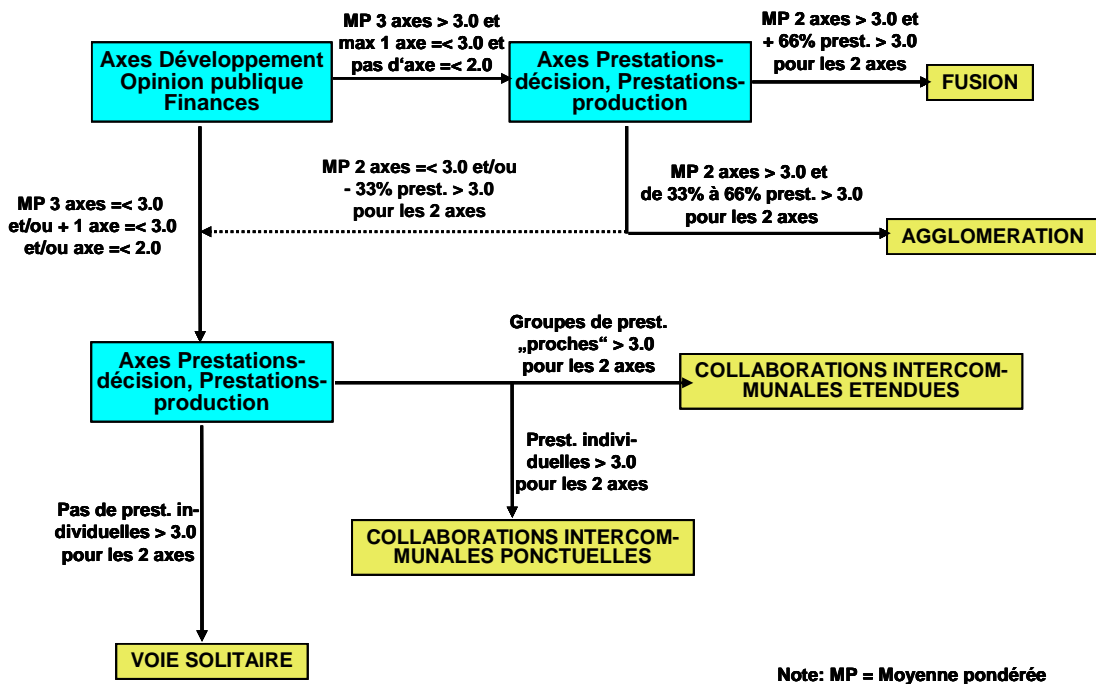 MP 3 axes > 3.0 et
max 1 axe =< 3.0 et
pas d'axe =< 2.0
MP 2 axes > 3.0 et
+ 66% prest. > 3.0
pour les 2 axes
Axes Développement
Opinion publique
Finances
Axes Prestations-
décision, Prestations-
production
FUSION
MP 2 axes =< 3.0 et/ou
- 33% prest. > 3.0
pour les 2 axes
MP 2 axes > 3.0 et
de 33% à 66% prest. > 3.0
pour les 2 axes
MP 3 axes =< 3.0
et/ou + 1 axe =< 3.0
et/ou axe =< 2.0
AGGLOMERATION
Groupes de prest.
„proches“ > 3.0
pour les 2 axes
Axes Prestations-
décision, Prestations-
production
COLLABORATIONS INTERCOM-
MUNALES ETENDUES
Prest. indivi-
duelles > 3.0
pour les 2 axes
Pas de prest. in-
dividuelles > 3.0
pour les 2 axes
COLLABORATIONS INTERCOM-
MUNALES PONCTUELLES
VOIE SOLITAIRE
Note: MP = Moyenne pondérée